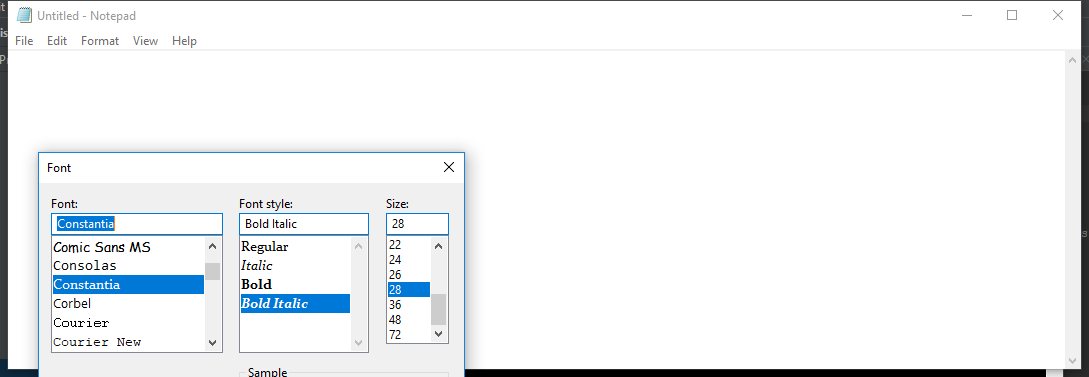 Untitled - Notepad
File Edit Format View Help
Font
Font: Font style: Size:
Constantia Bold Italic 28
Comic Sans MS
Consolas
Constantia
Corbel
Courier
Courier New
Regular
Italic
Bold
Bold Italic
22
24
26
28
36
48
72
Sample